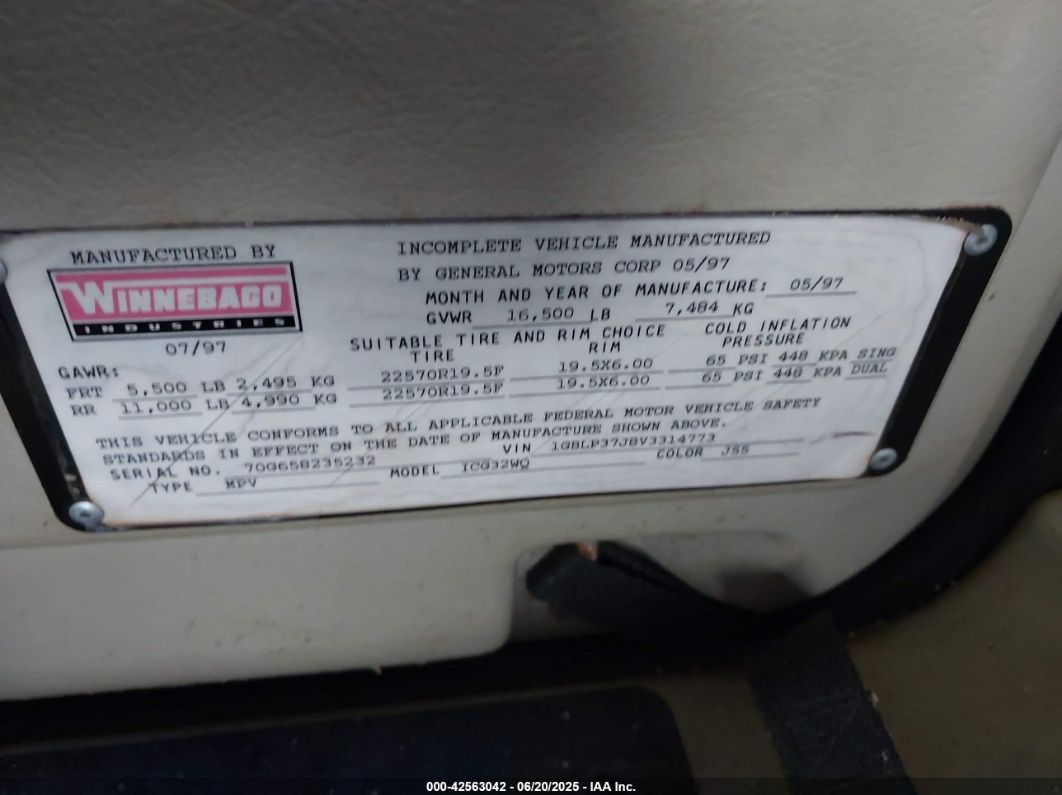 MANUFACTURED BY
WINNEBAGO
INDUSTRIES
07/97
INCOMPLETE VEHICLE MANUFACTURED
BY GENERAL MOTORS CORP 05/97
MONTH AND YEAR OF MANUFACTURE: 05/97
GVWR 16,500 LB 7,484 KG
SUITABLE TIRE AND RIM CHOICE
TIRE RIM
COLD INFLATION
PRESSURE
GAWR:
FRT 5,500 LB 2,495 KG 22570R19.5F 19.5X6.00 65 PSI 448 KPA SING
RR 11,000 LB 4,990 KG 22570R19.5F 19.5X6.00 65 PSI 448 KPA DUAL
THIS VEHICLE CONFORMS TO ALL APPLICABLE FEDERAL MOTOR VEHICLE SAFETY
STANDARDS IN EFFECT ON THE DATE OF MANUFACTURE SHOWN ABOVE.
SERIAL NO. 70G658235232 VIN 1GBLP37J8V3314773
TYPE MPV MODEL ICG32WQ COLOR J55
000-42563042 - 06/20/2025 - IAA Inc.